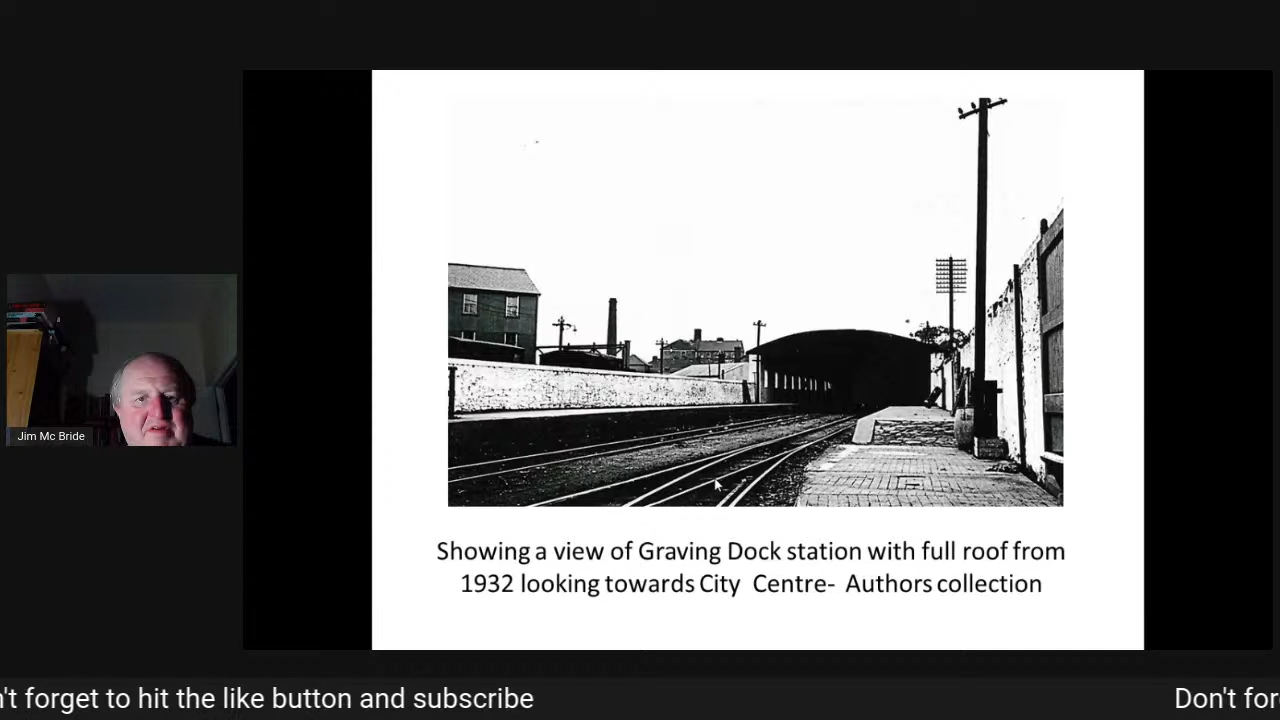 Jim Mc Bride
Showing a view of Graving Dock station with full roof from
1932 looking towards City Centre- Authors collection
't forget to hit the like button and subscribe
Don't for